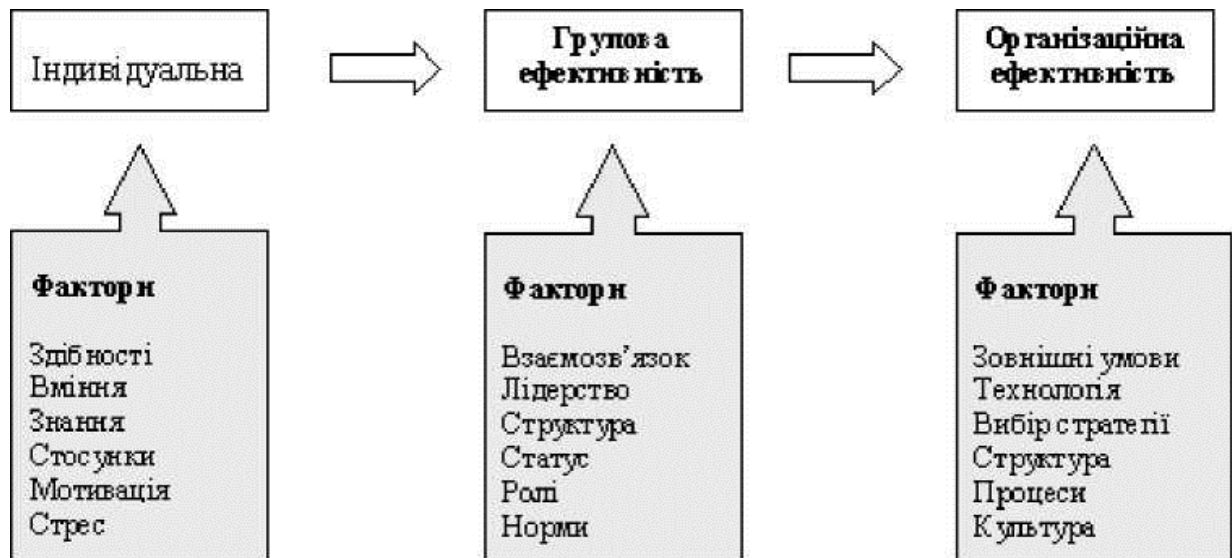 Індивідуальна
Групова
ефективність
Організаційна
ефективність
Фактори
Здібності
Вміння
Знання
Стосунки
Мотивація
Стрес
Фактори
Взаємозв’язок
Лідерство
Структура
Статус
Ролі
Норми
Фактори
Зовнішні умови
Технологія
Вибір стратегії
Структура
Процеси
Культура